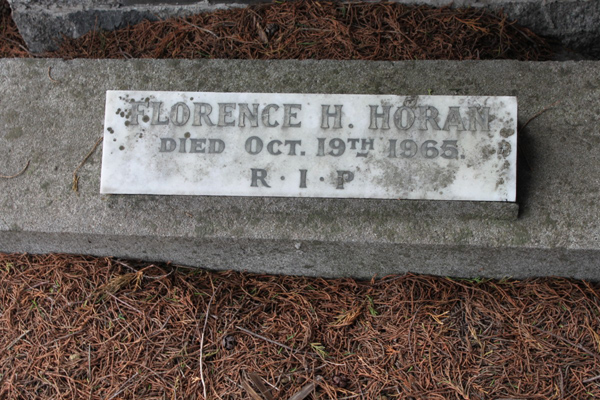 FLORENCE H. HORAN
DIED OCT. 19TH 1965.
R·I·P